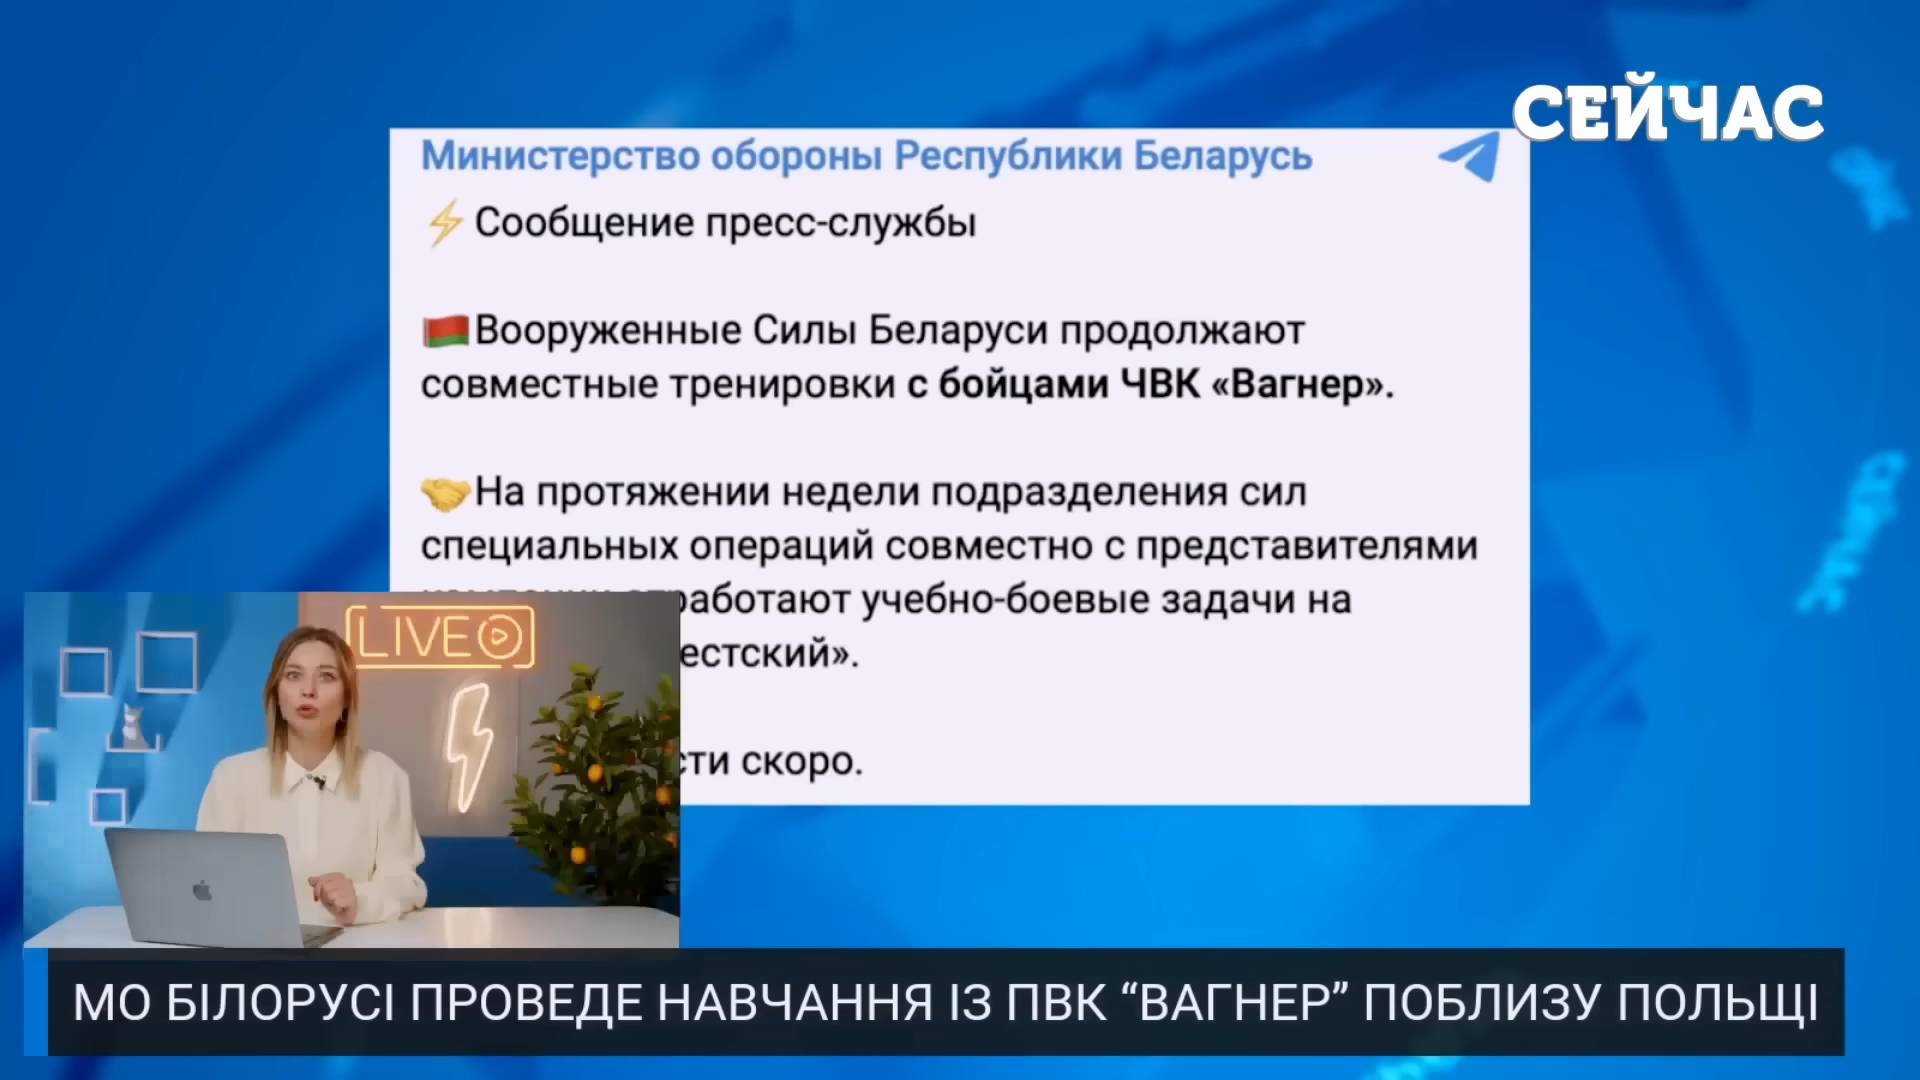 СЕЙЧАС
Министерство обороны Республики Беларусь
Сообщение пресс-службы
Вооруженные Силы Беларуси продолжают
совместные тренировки с бойцами ЧВК «Вагнер».
На протяжении недели подразделения сил
специальных операций совместно с представителями
работают учебно-боевые задачи на
естский».
сти скоро.
LIVE
МО БІЛОРУСІ ПРОВЕДЕ НАВЧАННЯ ІЗ ПВК “ВАГНЕР” ПОБЛИЗУ ПОЛЬЩІ